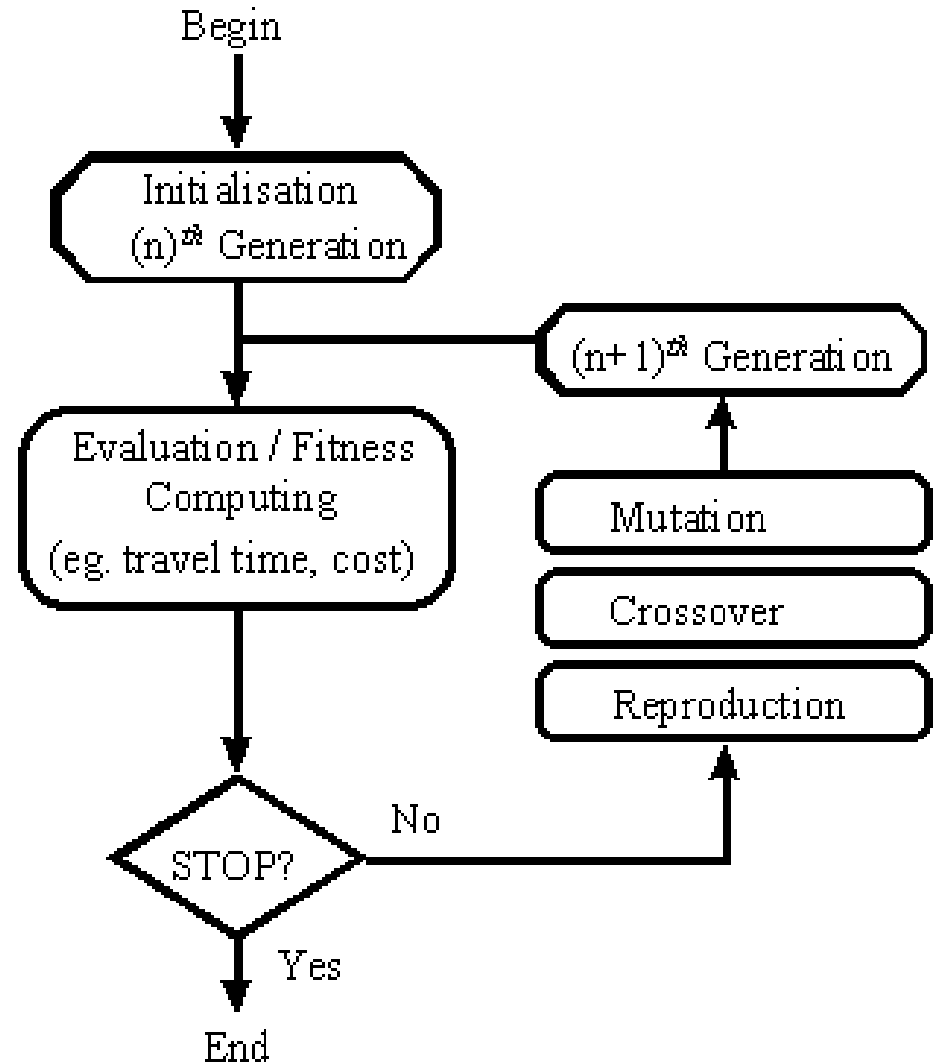 Begin
Initialisation
(n)th Generation
(n+1)th Generation
Evaluation / Fitness
Computing
(eg. travel time, cost)
Mutation
Crossover
Reproduction
No
STOP?
Yes
End